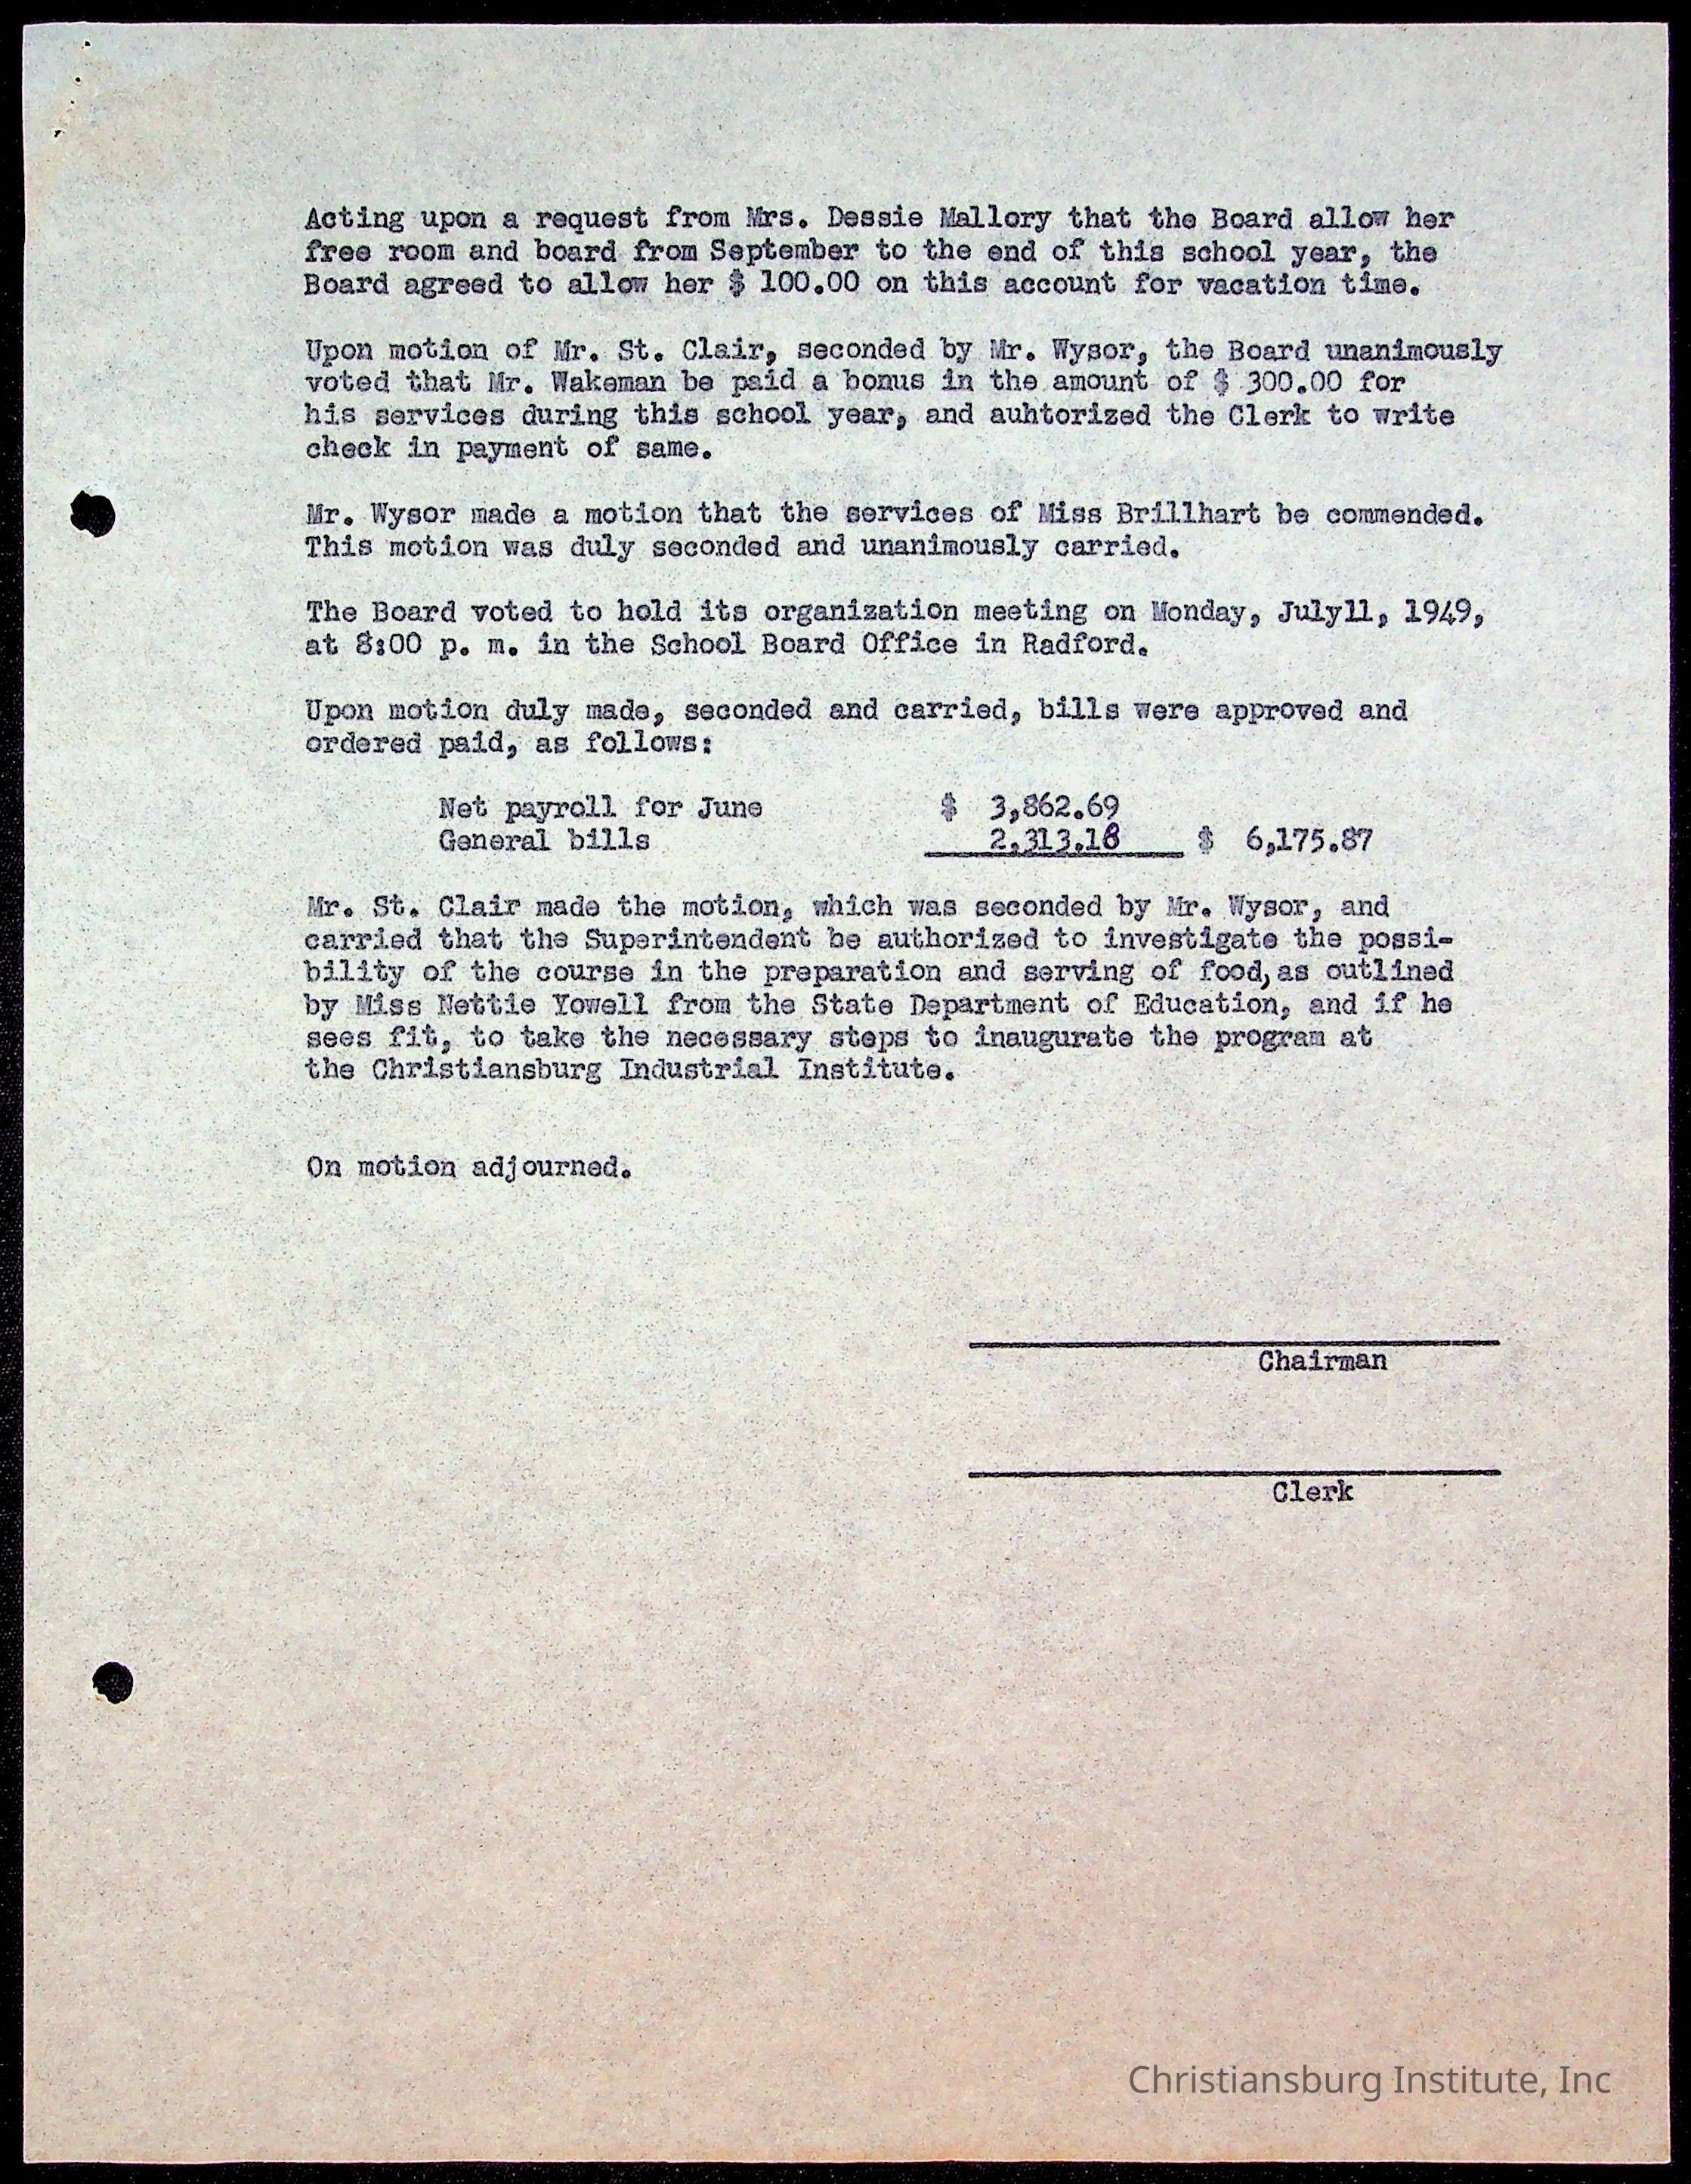 Acting upon a request from Mrs. Dessie Mallory that the Board allow her
free room and board from September to the end of this school year, the
Board agreed to allow her $ 100.00 on this account for vacation time.
Upon motion of Mr. St. Clair, seconded by Mr. Wysor, the Board unanimously
voted that Mr. Wakeman be paid a bonus in the amount of $ 300.00 for
his services during this school year, and auhtorized the Clerk to write
check in payment of same.
Mr. Wysor made a motion that the services of Miss Brillhart be commended.
This motion was duly seconded and unanimously carried.
The Board voted to hold its organization meeting on Monday, July11, 1949,
at 8:00 p. m. in the School Board Office in Radford.
Upon motion duly made, seconded and carried, bills were approved and
ordered paid, as follows:
Net payroll for June $ 3,862.69
General bills 2,313.18 $ 6,175.87
Mr. St. Clair made the motion, which was seconded by Mr. Wysor, and
carried that the Superintendent be authorized to investigate the possi-
bility of the course in the preparation and serving of food, as outlined
by Miss Nettie Yowell from the State Department of Education, and if he
sees fit, to take the necessary steps to inaugurate the program at
the Christiansburg Industrial Institute.
On motion adjourned.
Chairman
Clerk
Christiansburg Institute, Inc